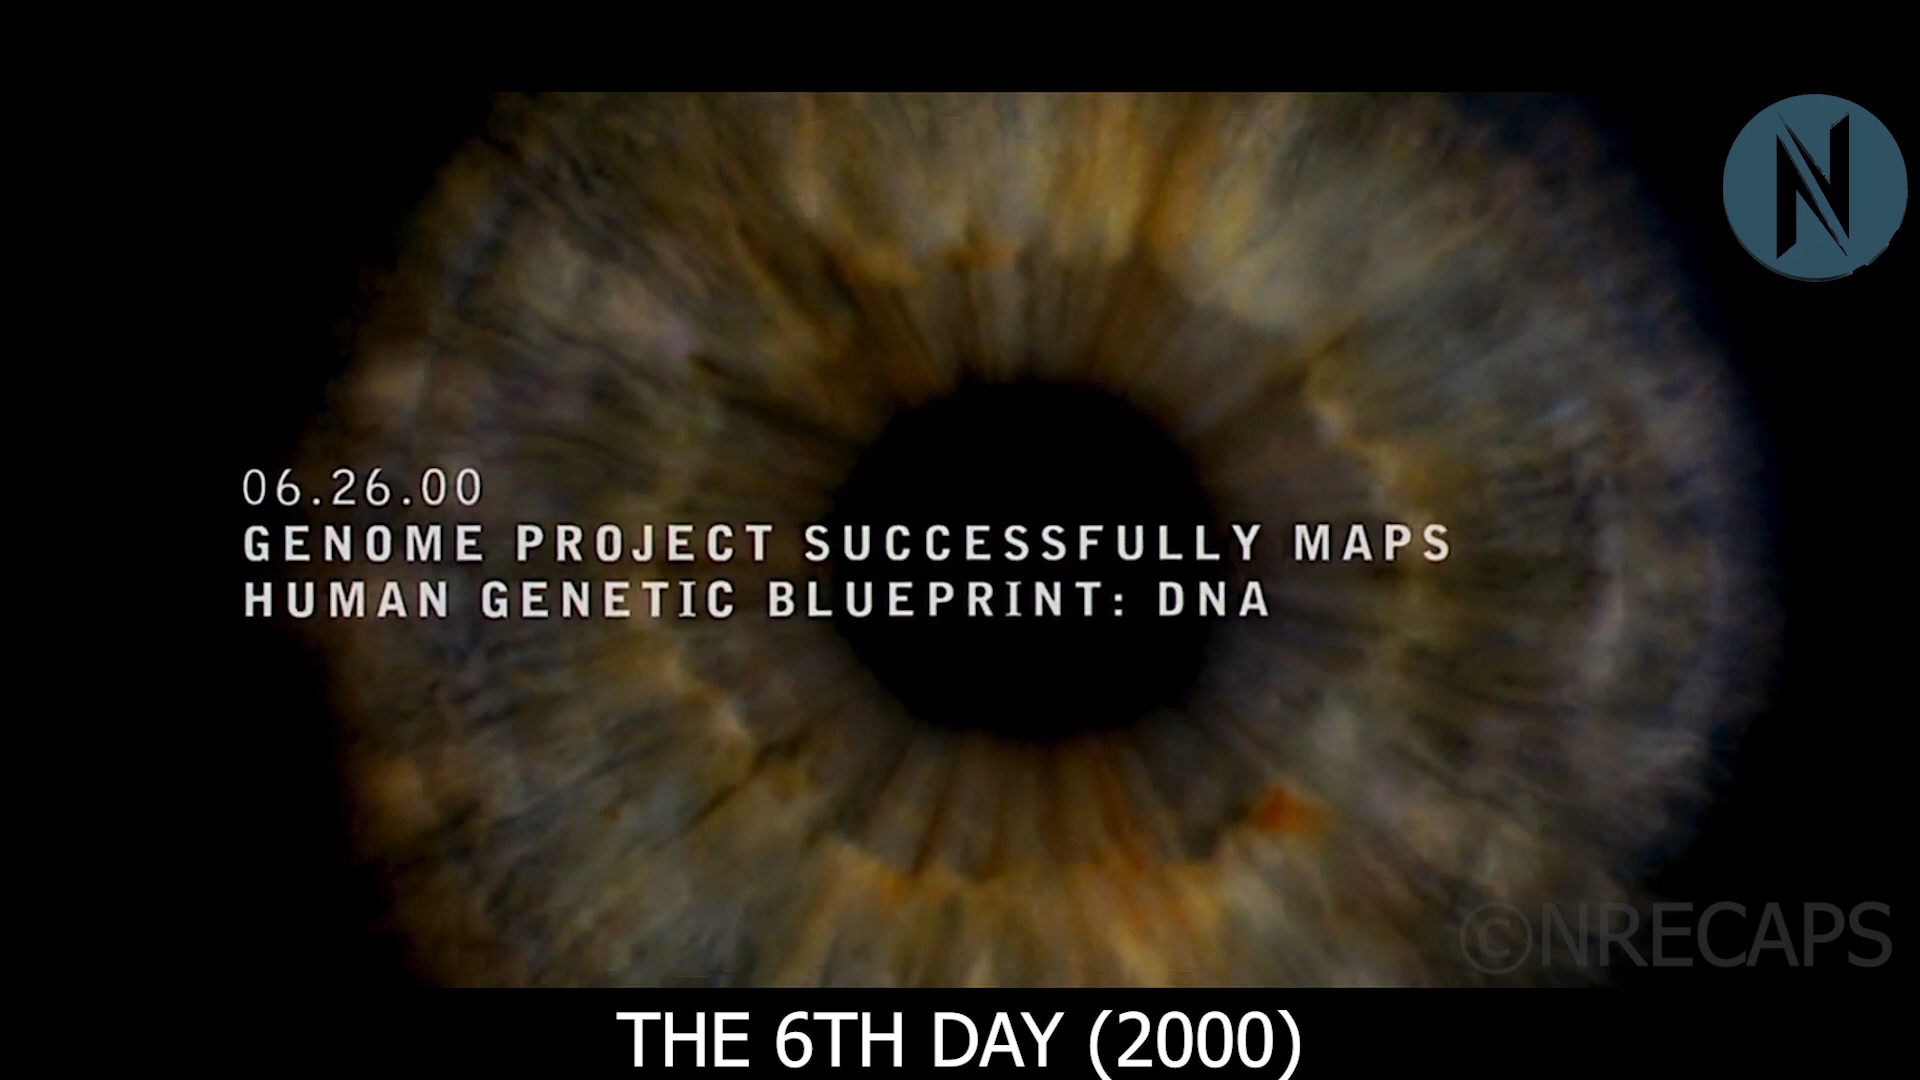 N
06.26.00
GENOME PROJECT SUCCESSFULLY MAPS
HUMAN GENETIC BLUEPRINT: DNA
©NRECAPS
THE 6TH DAY (2000)